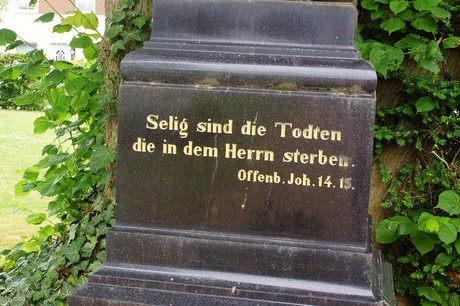 Selig sind die Todten
die in dem Herrn sterben.
Offenb. Joh. 14. 13.